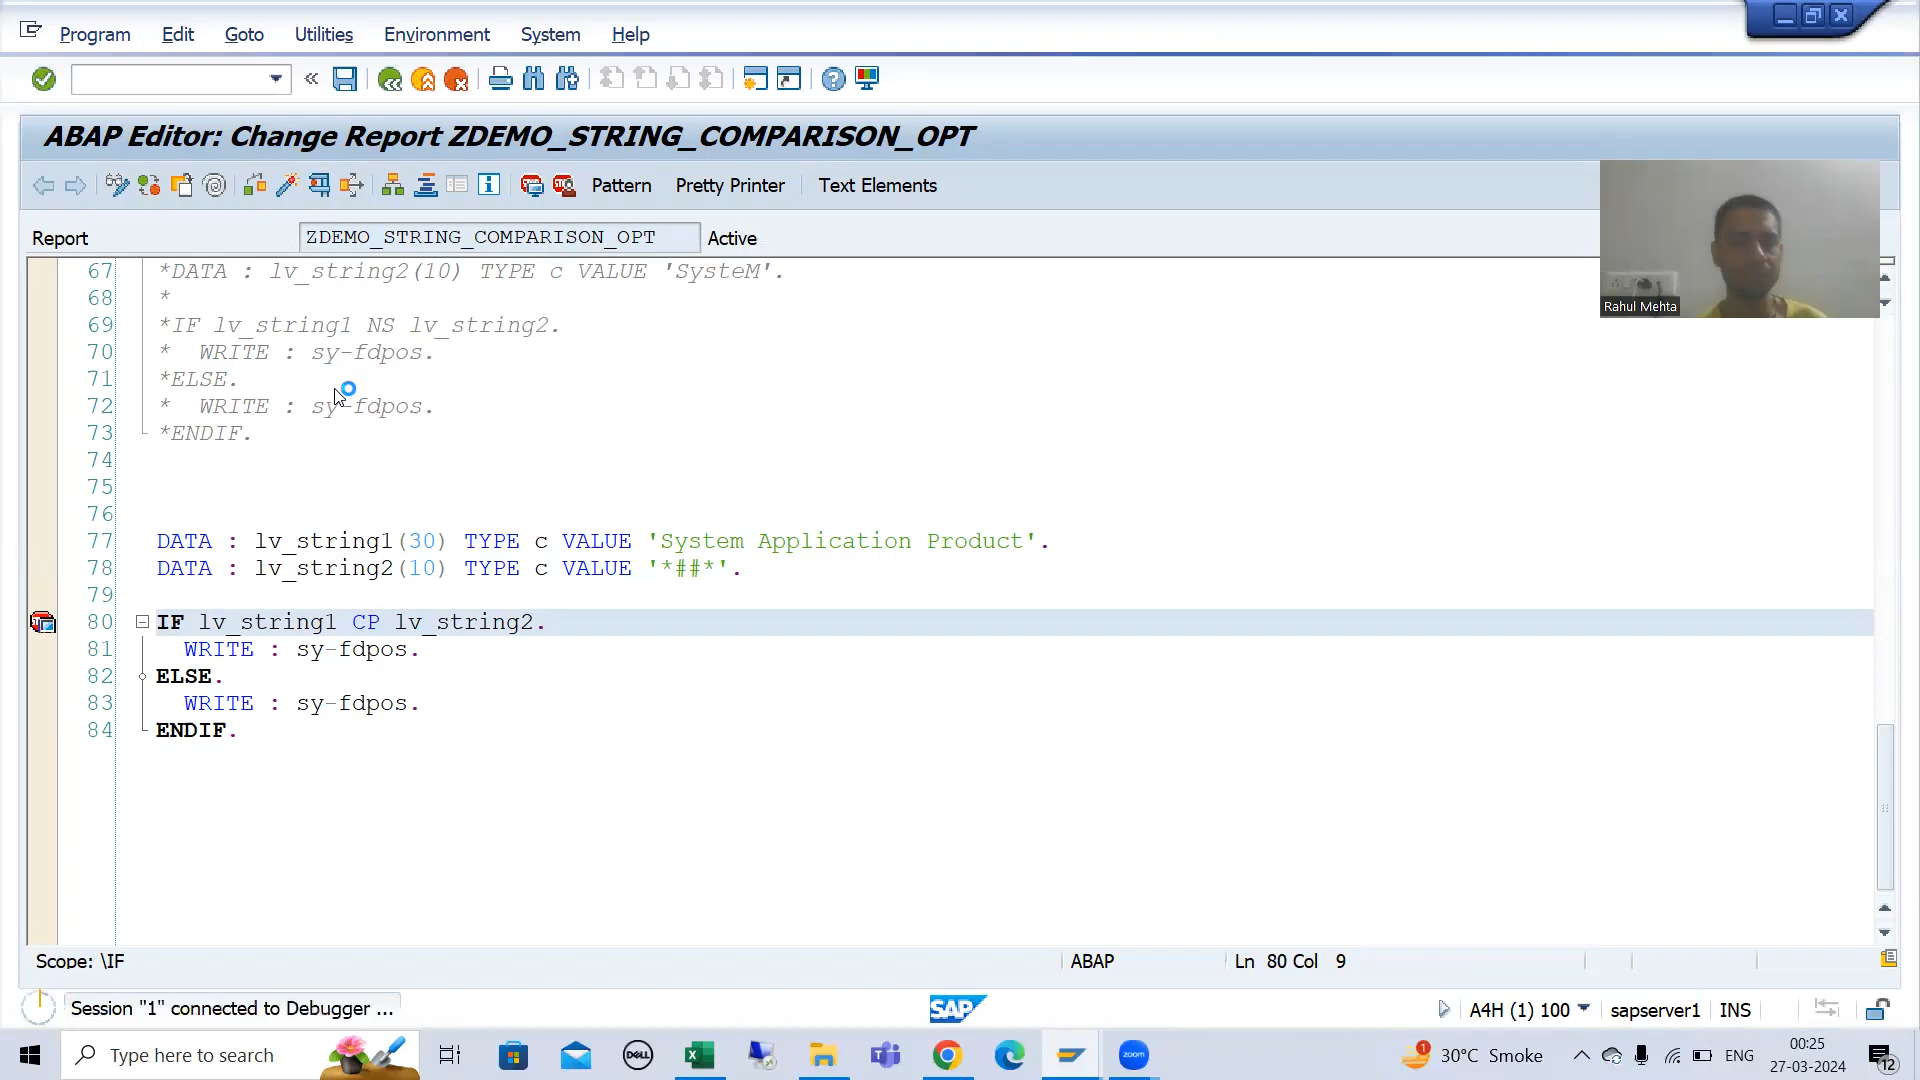 Program Edit Goto Utilities Environment System Help
ABAP Editor: Change Report ZDEMO_STRING_COMPARISON_OPT
Pattern Pretty Printer Text Elements
Report ZDEMO_STRING_COMPARISON_OPT Active
Rahul Mehta
67 *DATA : lv_string2(10) TYPE c VALUE 'SysteM'.
68 *
69 *IF lv_string1 NS lv_string2.
70 *  WRITE : sy-fdpos.
71 *ELSE.
72 *  WRITE : sy-fdpos.
73 *ENDIF.
74
75
76
77 DATA : lv_string1(30) TYPE c VALUE 'System Application Product'.
78 DATA : lv_string2(10) TYPE c VALUE '*##*'.
79
80 IF lv_string1 CP lv_string2.
81   WRITE : sy-fdpos.
82 ELSE.
83   WRITE : sy-fdpos.
84 ENDIF.
Scope: \IF ABAP Ln 80 Col 9
Session "1" connected to Debugger ... SAP A4H (1) 100 sapserver1 INS
Type here to search DELL zoom 1 30°C Smoke ENG 00:25
27-03-2024 12